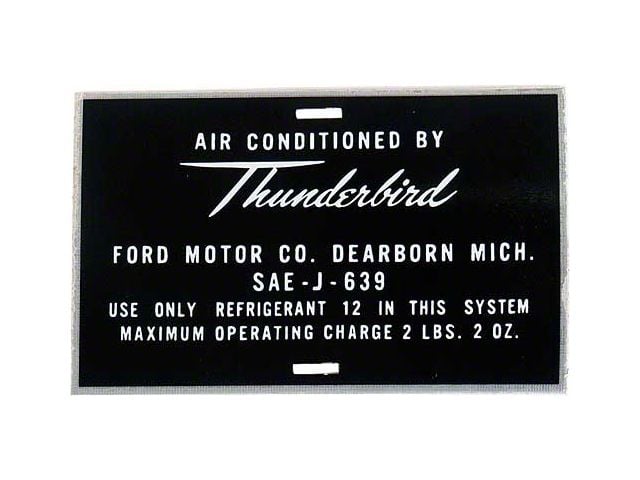 AIR CONDITIONED BY
Thunderbird
FORD MOTOR CO. DEARBORN MICH.
SAE-J-639
USE ONLY REFRIGERANT 12 IN THIS SYSTEM
MAXIMUM OPERATING CHARGE 2 LBS. 2 OZ.